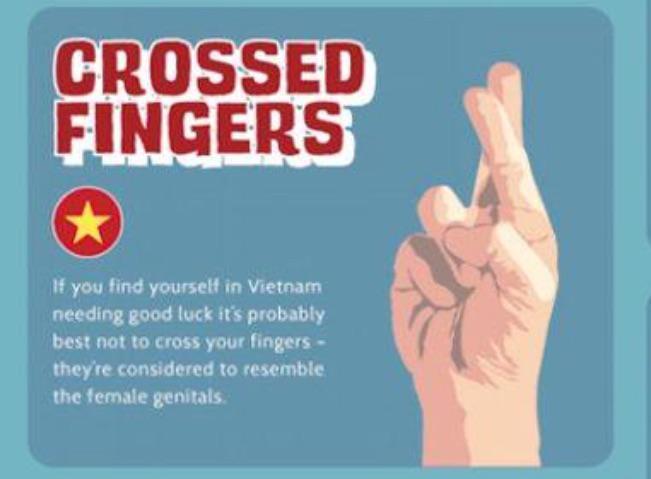 CROSSED
FINGERS
If you find yourself in Vietnam
needing good luck it's probably
best not to cross your fingers –
they're considered to resemble
the female genitals.